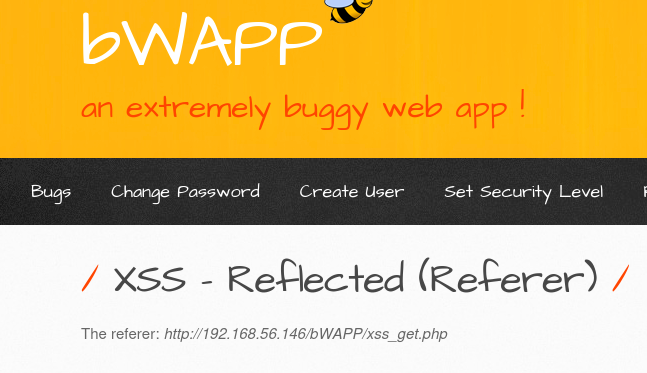 bWAPP
an extremely buggy web app !
Bugs Change Password Create User Set Security Level
/ XSS - Reflected (Referer) /
The referer: http://192.168.56.146/bWAPP/xss_get.php